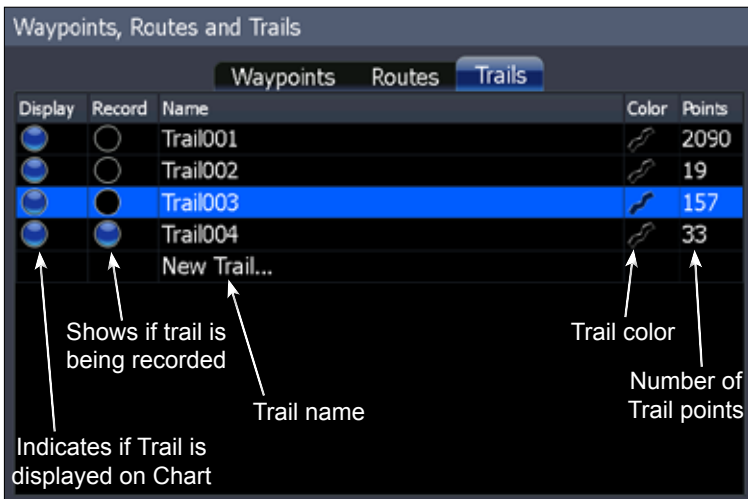 Waypoints, Routes and Trails
Waypoints Routes Trails
Display Record Name Color Points
Trail001 2090
Trail002 19
Trail003 157
Trail004 33
New Trail...
Shows if trail is
being recorded
Trail color
Number of
Trail points
Trail name
Indicates if Trail is
displayed on Chart